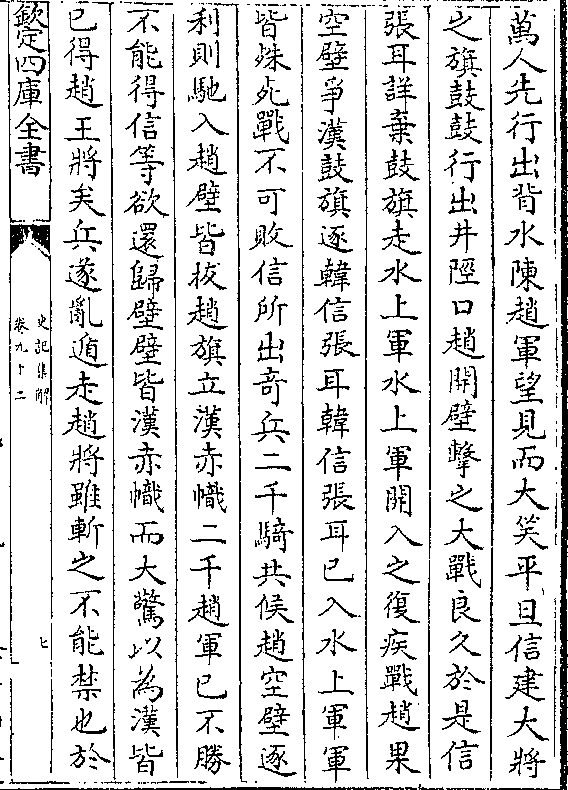 萬人先行出背水陳趙軍望見而大笑平旦信建大將
之旗鼓鼓行出井陘口趙開壁擊之大戰良久於是信
張耳詳棄鼓旗走水上軍水上軍開入之復疾戰趙果
空壁爭漢鼓旗逐韓信張耳韓信張耳已入水上軍軍
皆殊死戰不可敗信所出奇兵二千騎共候趙空壁逐
利則馳入趙壁皆拔趙旗立漢赤幟二千趙軍已不勝
不能得信等欲還歸壁壁皆漢赤幟而大驚以為漢皆
已得趙王將矣兵遂亂遁走趙將雖斬之不能禁也於
欽定四庫全書
史記集解
卷九十二
七